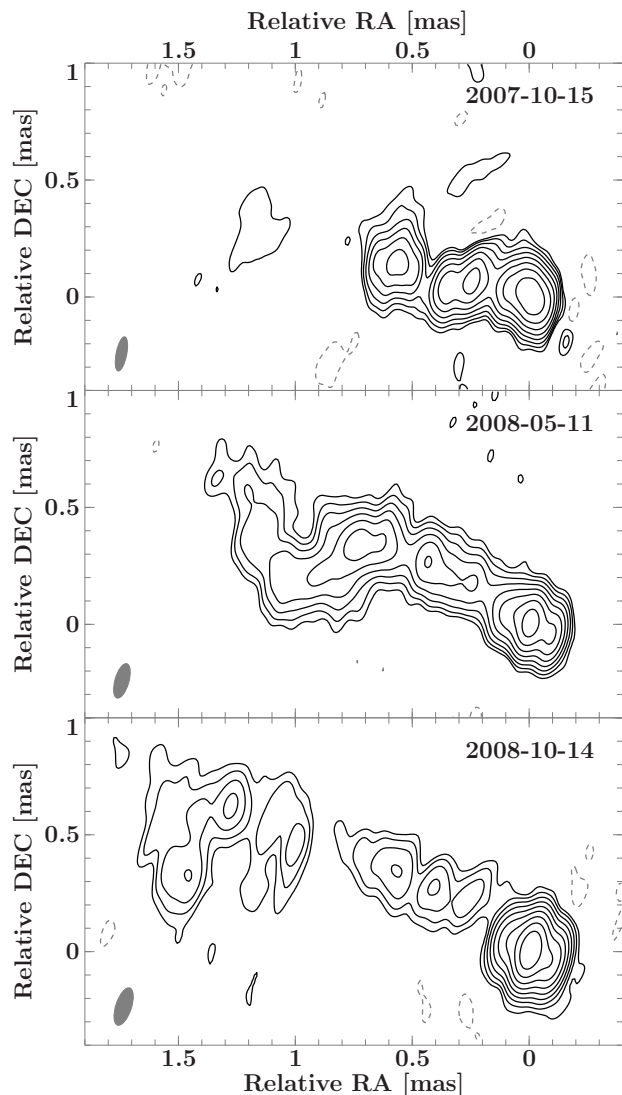 Relative RA [mas]
1.5 1 0.5 0
1
2007-10-15
0.5
Relative DEC [mas]
0
1
2008-05-11
0.5
Relative DEC [mas]
0
1
2008-10-14
0.5
Relative DEC [mas]
0
1.5 1 0.5 0
Relative RA [mas]